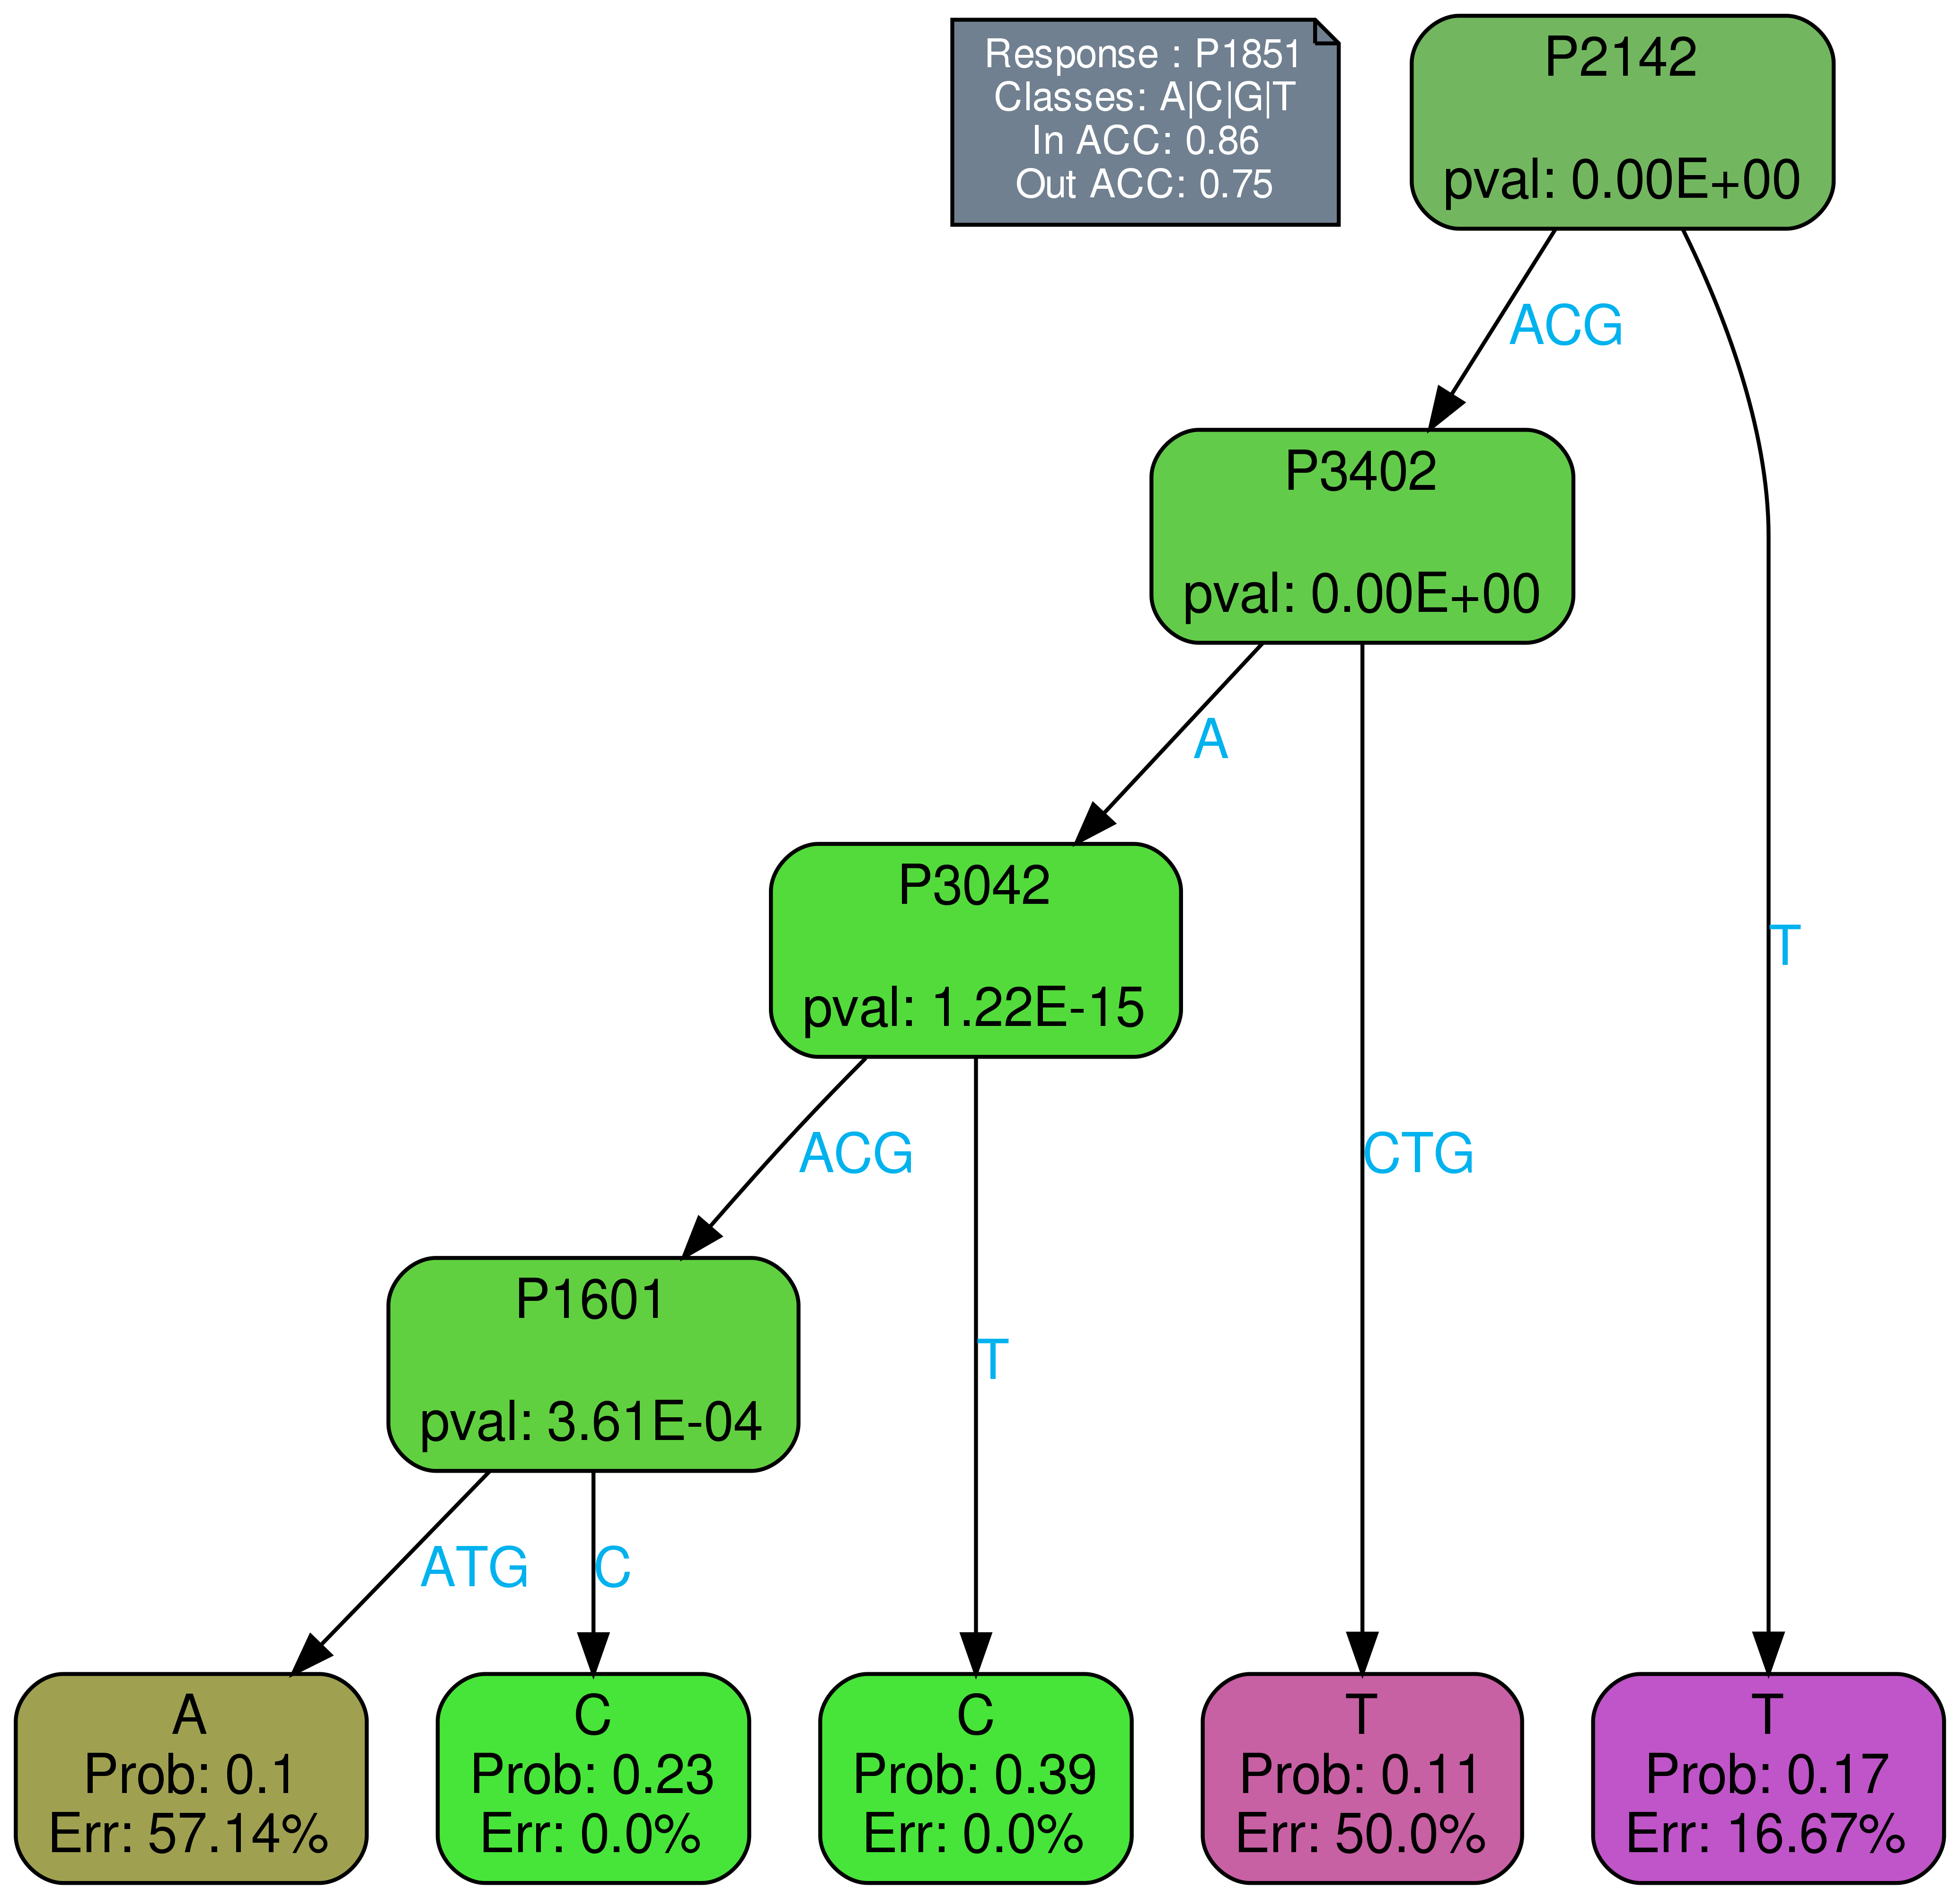 Response : P1851
Classes: A|C|G|T
In ACC: 0.86
Out ACC: 0.75
P2142
pval: 0.00E+00
ACG
P3402
pval: 0.00E+00
A
T
P3042
pval: 1.22E-15
ACG
CTG
P1601
pval: 3.61E-04
T
ATG
C
A
Prob: 0.1
Err: 57.14%
C
Prob: 0.23
Err: 0.0%
C
Prob: 0.39
Err: 0.0%
T
Prob: 0.11
Err: 50.0%
T
Prob: 0.17
Err: 16.67%